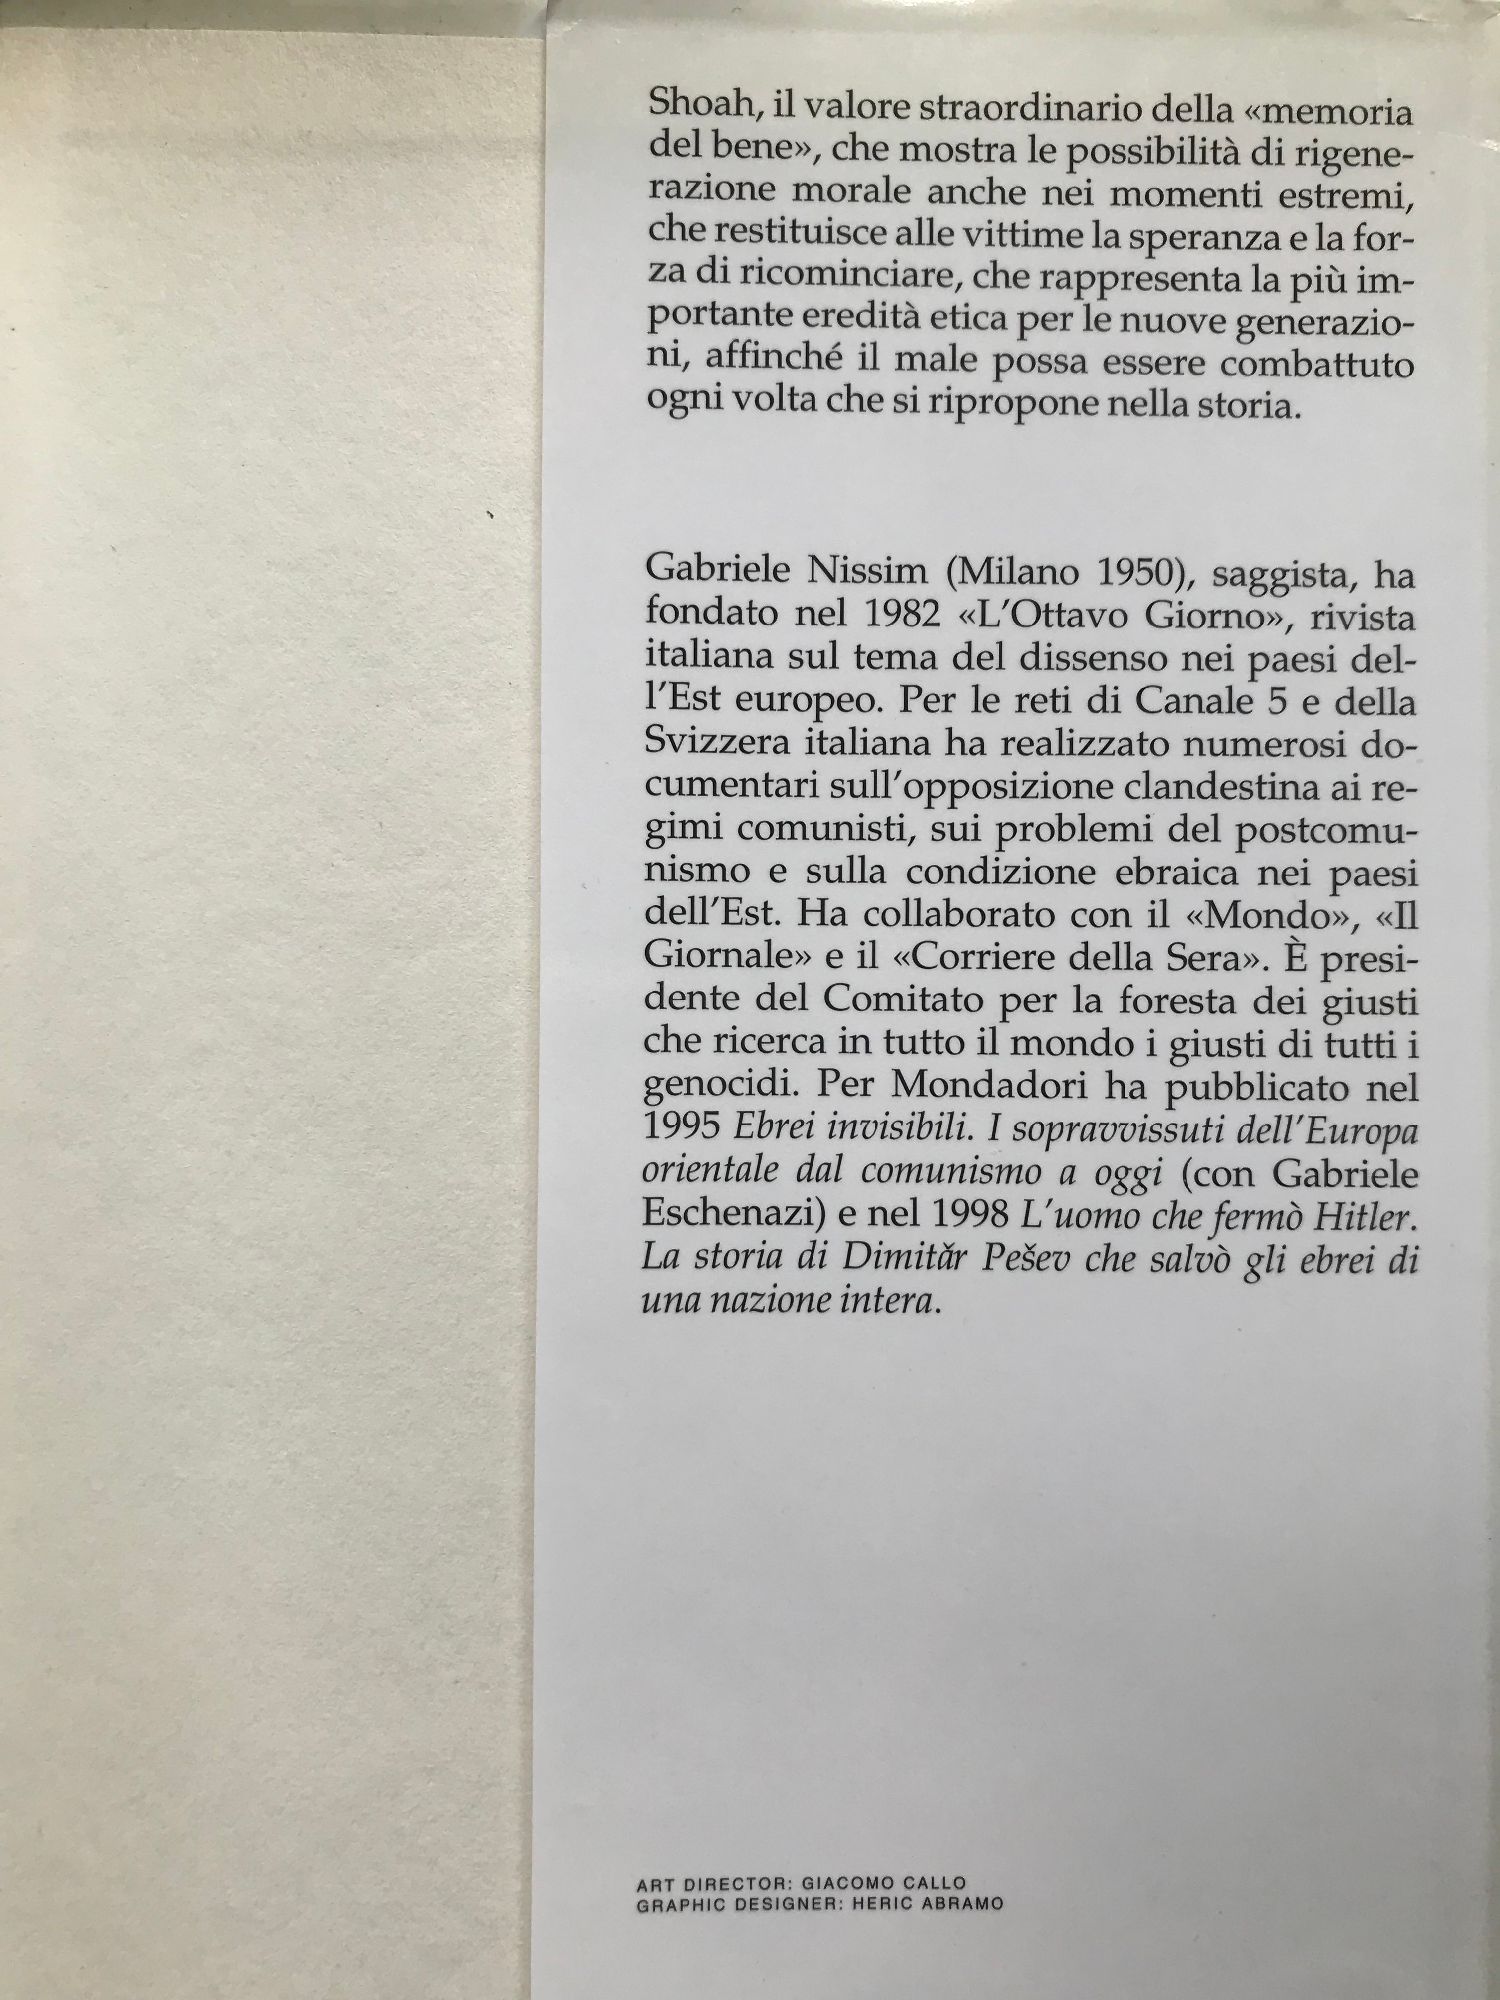 Shoah, il valore straordinario della «memoria
del bene», che mostra le possibilità di rigene-
razione morale anche nei momenti estremi,
che restituisce alle vittime la speranza e la for-
za di ricominciare, che rappresenta la più im-
portante eredità etica per le nuove generazio-
ni, affinché il male possa essere combattuto
ogni volta che si ripropone nella storia.
Gabriele Nissim (Milano 1950), saggista, ha
fondato nel 1982 «L'Ottavo Giorno», rivista
italiana sul tema del dissenso nei paesi del-
l'Est europeo. Per le reti di Canale 5 e della
Svizzera italiana ha realizzato numerosi do-
cumentari sull'opposizione clandestina ai re-
gimi comunisti, sui problemi del postcomu-
nismo e sulla condizione ebraica nei paesi
dell'Est. Ha collaborato con il «Mondo», «Il
Giornale» e il «Corriere della Sera». È presi-
dente del Comitato per la foresta dei giusti
che ricerca in tutto il mondo i giusti di tutti i
genocidi. Per Mondadori ha pubblicato nel
1995 Ebrei invisibili. I sopravvissuti dell'Europa
orientale dal comunismo a oggi (con Gabriele
Eschenazi) e nel 1998 L'uomo che fermò Hitler.
La storia di Dimităr Pešev che salvò gli ebrei di
una nazione intera.
ART DIRECTOR: GIACOMO CALLO
GRAPHIC DESIGNER: HERIC ABRAMO